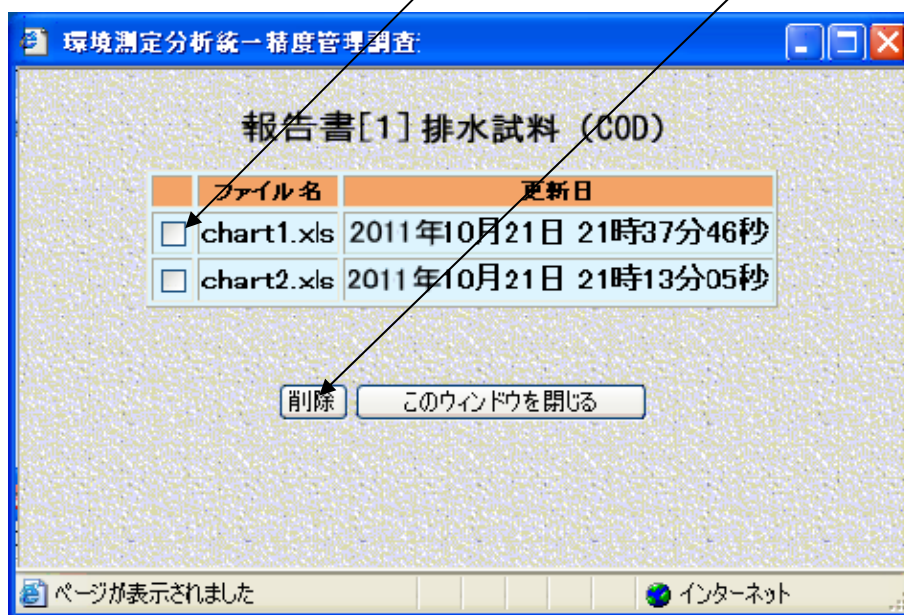 環境測定分析統一精度管理調査
報告書[1] 排水試料 (COD)
ファイル名 更新日
chart1.xls 2011年10月21日 21時37分46秒
chart2.xls 2011年10月21日 21時13分05秒
削除 このウィンドウを閉じる
ページが表示されました インターネット